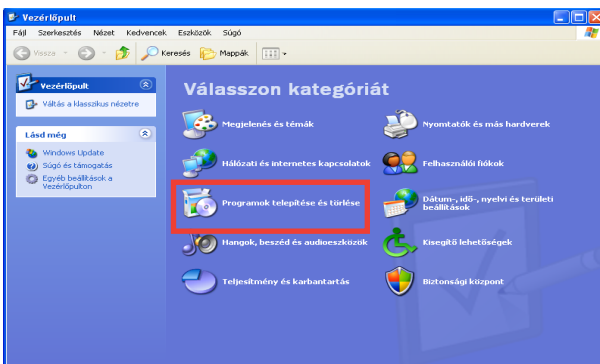 Vezérlőpult
Fájl Szerkesztés Nézet Kedvencek Eszközök Súgó
Vissza Keresés Mappák
Vezérlőpult
Váltás a klasszikus nézetre
Lásd még
Windows Update
Súgó és támogatás
Egyéb beállítások a
Vezérlőpulton
Válasszon kategóriát
Megjelenés és témák
Nyomtatók és más hardverek
Hálózati és internetes kapcsolatok
Felhasználói fiókok
Programok telepítése és törlése
Dátum-, idő-, nyelvi és területi
beállítások
Hangok, beszéd és audioeszközök
Kisegítő lehetőségek
Teljesítmény és karbantartás
Biztonsági központ